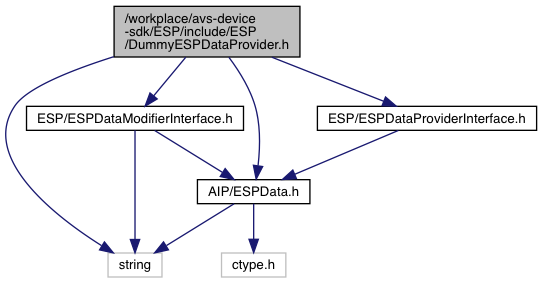 /workplace/avs-device
-sdk/ESP/include/ESP
/DummyESPDataProvider.h
ESP/ESPDataModifierInterface.h
ESP/ESPDataProviderInterface.h
AIP/ESPData.h
string
ctype.h